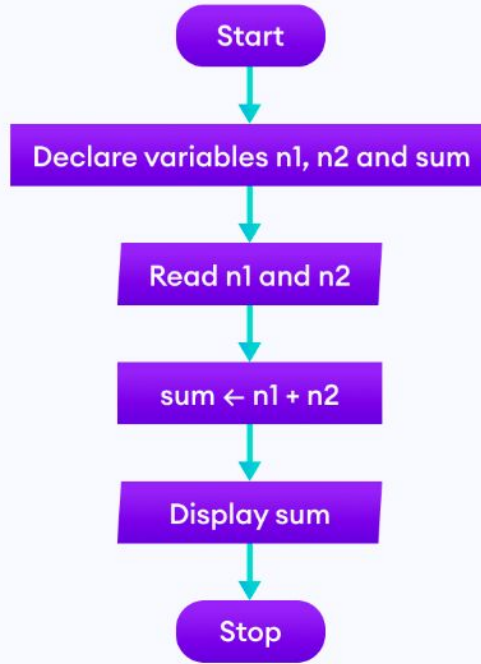 Start
Declare variables n1, n2 and sum
Read n1 and n2
sum ← n1 + n2
Display sum
Stop